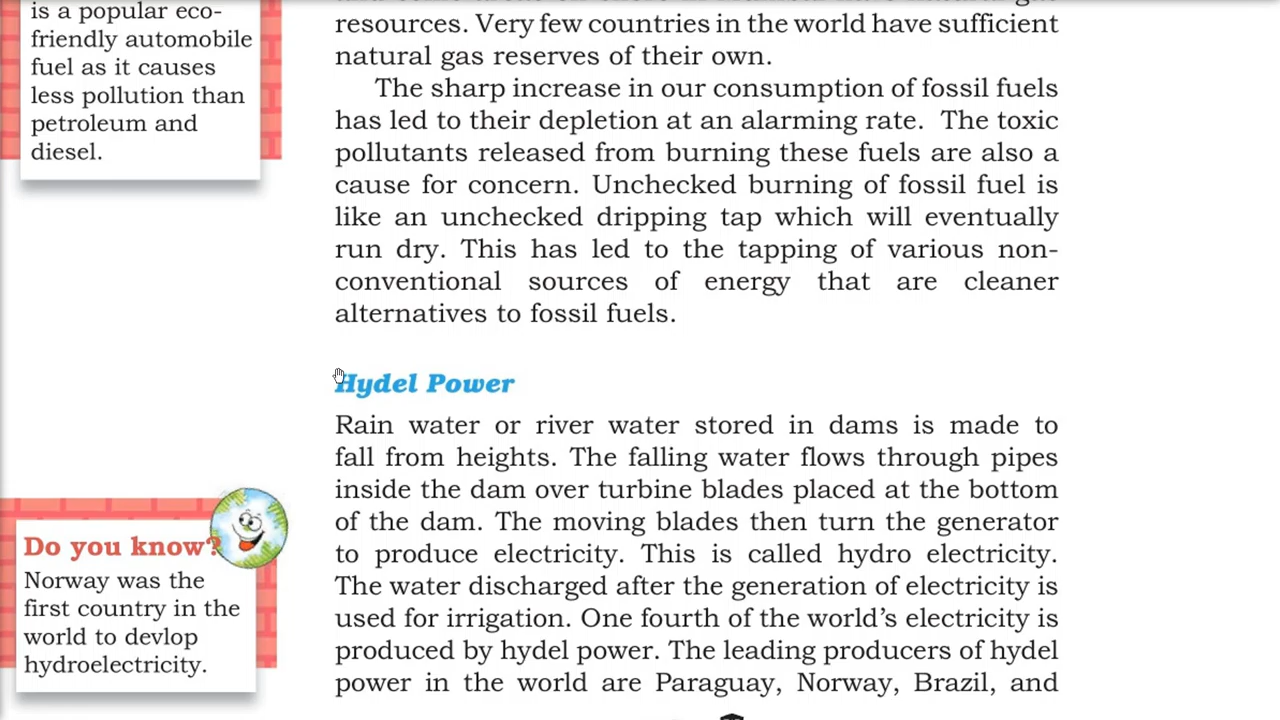 is a popular eco-
friendly automobile
fuel as it causes
less pollution than
petroleum and
diesel.
resources. Very few countries in the world have sufficient
natural gas reserves of their own.
The sharp increase in our consumption of fossil fuels
has led to their depletion at an alarming rate. The toxic
pollutants released from burning these fuels are also a
cause for concern. Unchecked burning of fossil fuel is
like an unchecked dripping tap which will eventually
run dry. This has led to the tapping of various non-
conventional sources of energy that are cleaner
alternatives to fossil fuels.
Hydel Power
Rain water or river water stored in dams is made to
fall from heights. The falling water flows through pipes
inside the dam over turbine blades placed at the bottom
of the dam. The moving blades then turn the generator
to produce electricity. This is called hydro electricity.
The water discharged after the generation of electricity is
used for irrigation. One fourth of the world's electricity is
produced by hydel power. The leading producers of hydel
power in the world are Paraguay, Norway, Brazil, and
Do you know?
Norway was the
first country in the
world to devlop
hydroelectricity.